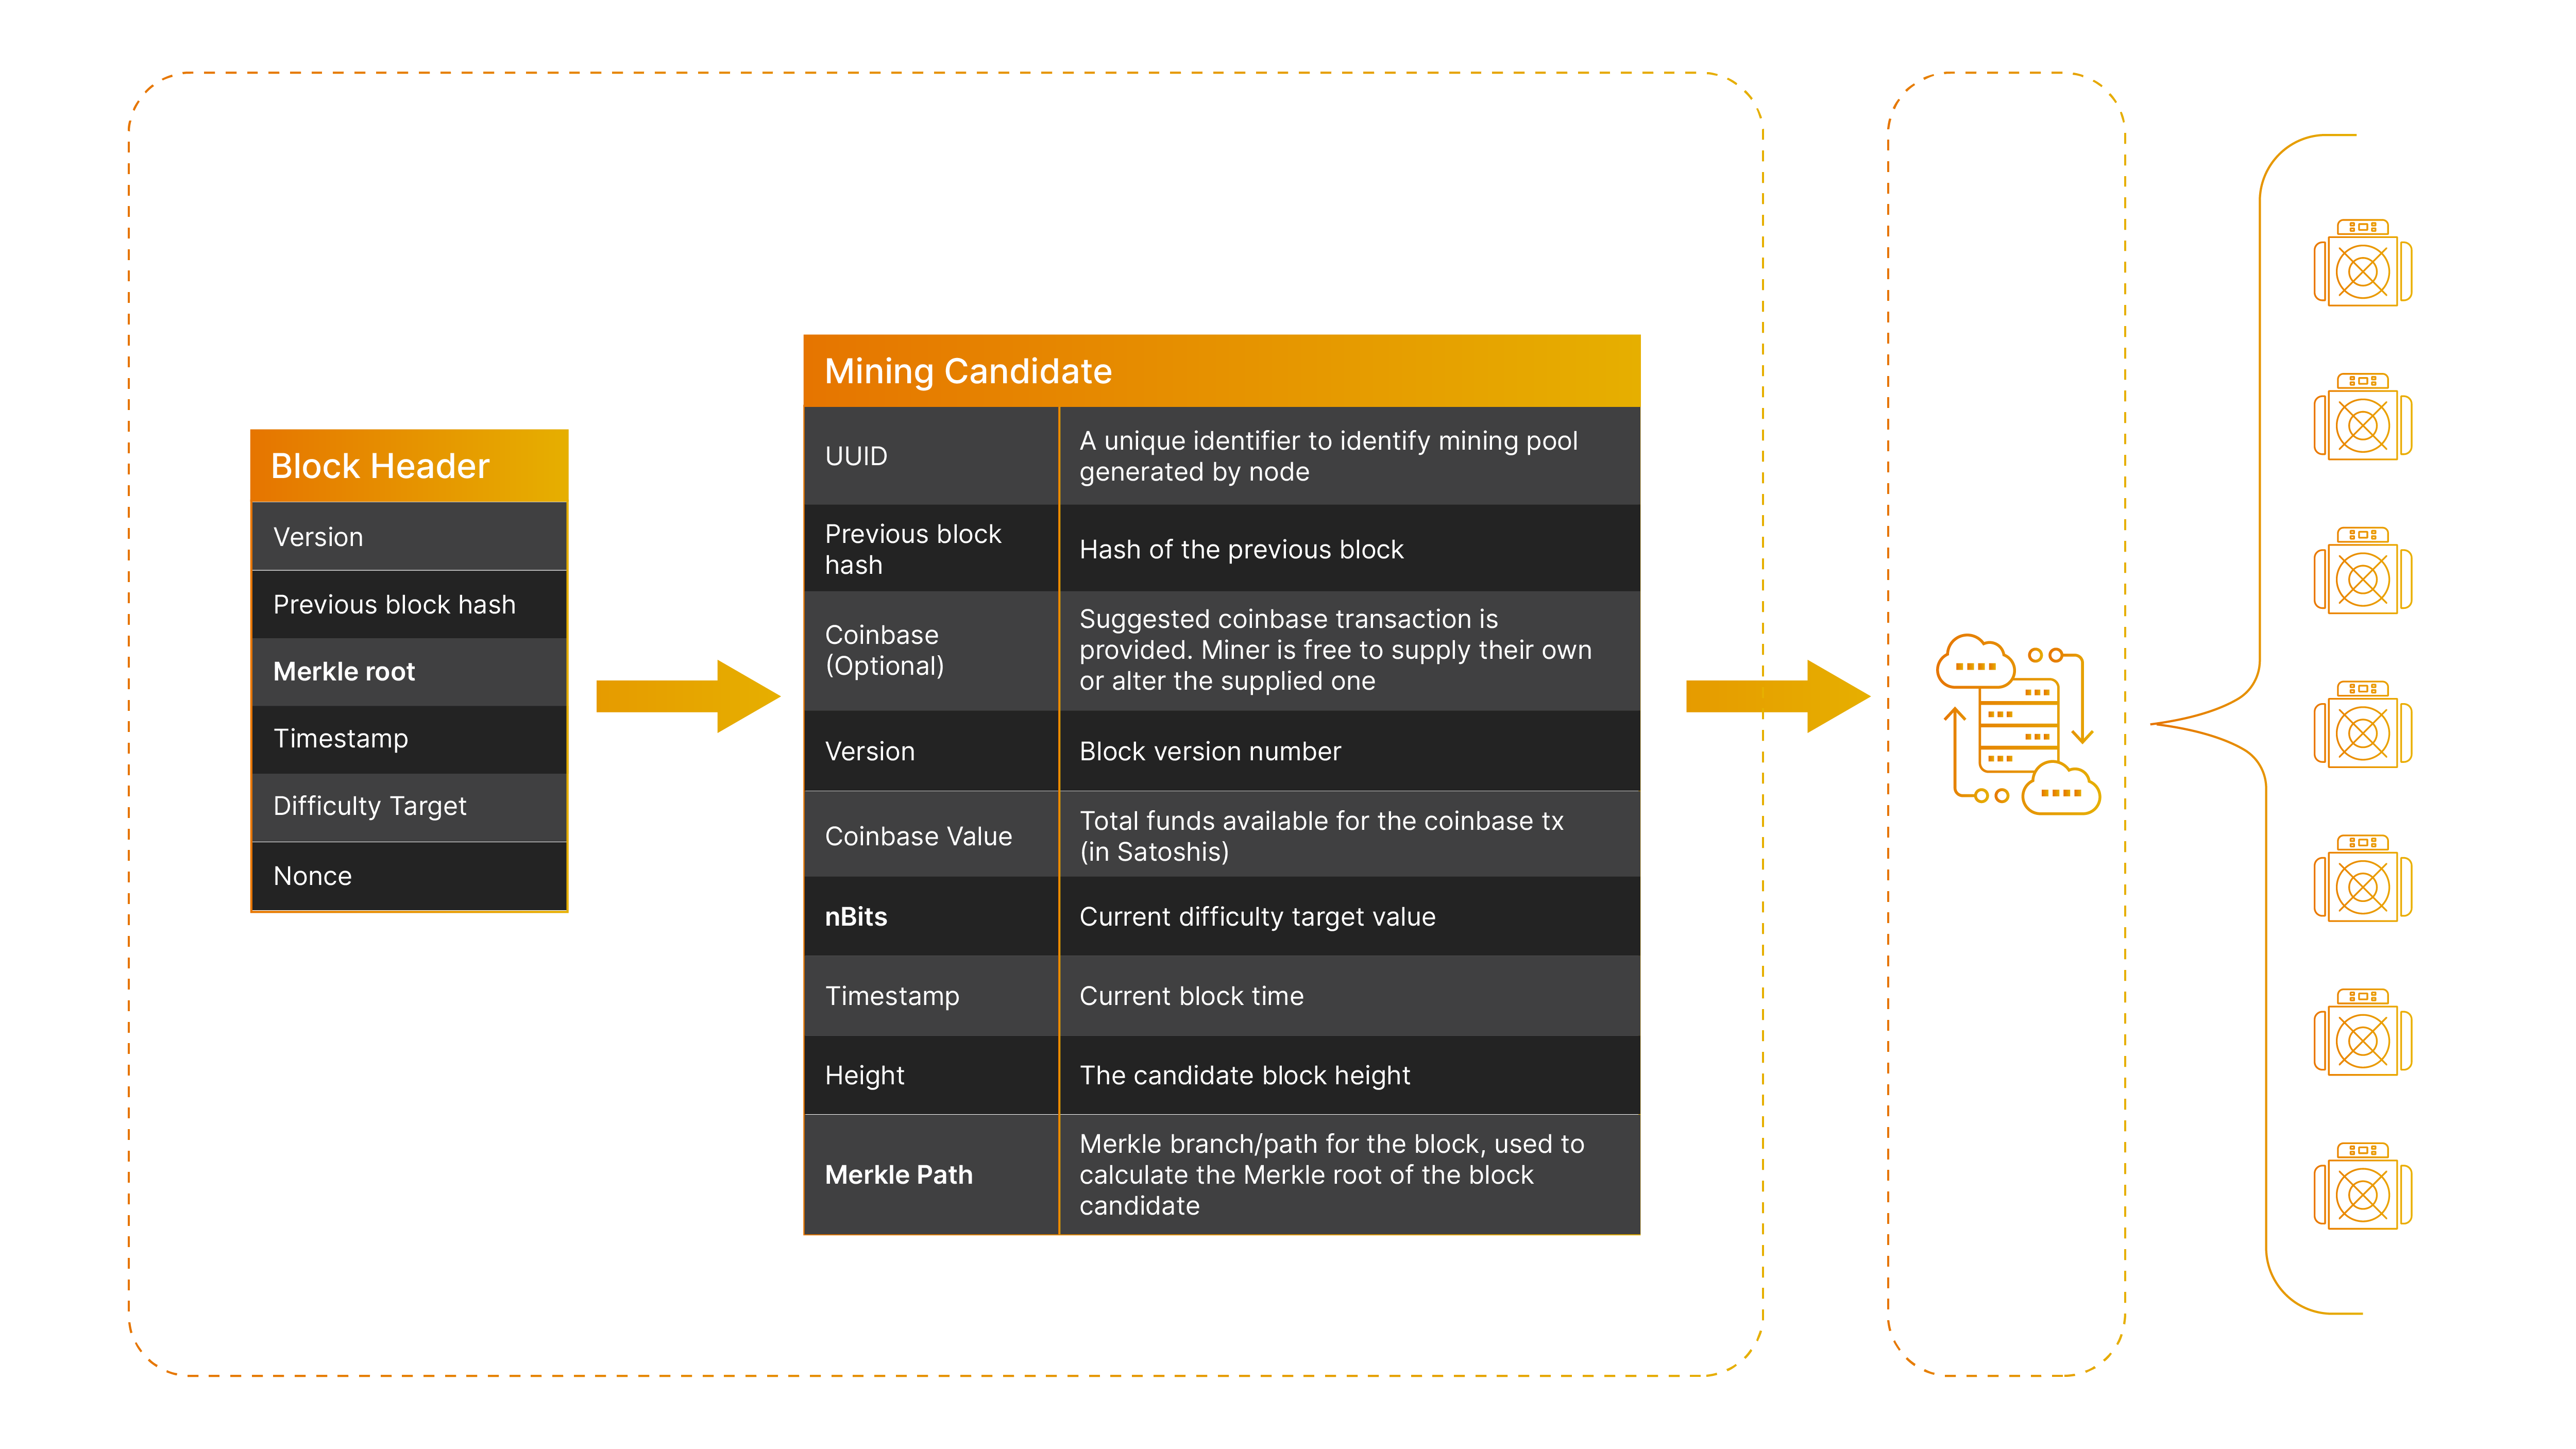 Block Header
Version
Previous block hash
Merkle root
Timestamp
Difficulty Target
Nonce
Mining Candidate
UUID
A unique identifier to identify mining pool
generated by node
Previous block
hash
Hash of the previous block
Coinbase
(Optional)
Suggested coinbase transaction is
provided. Miner is free to supply their own
or alter the supplied one
Version
Block version number
Coinbase Value
Total funds available for the coinbase tx
(in Satoshis)
nBits
Current difficulty target value
Timestamp
Current block time
Height
The candidate block height
Merkle Path
Merkle branch/path for the block, used to
calculate the Merkle root of the block
candidate